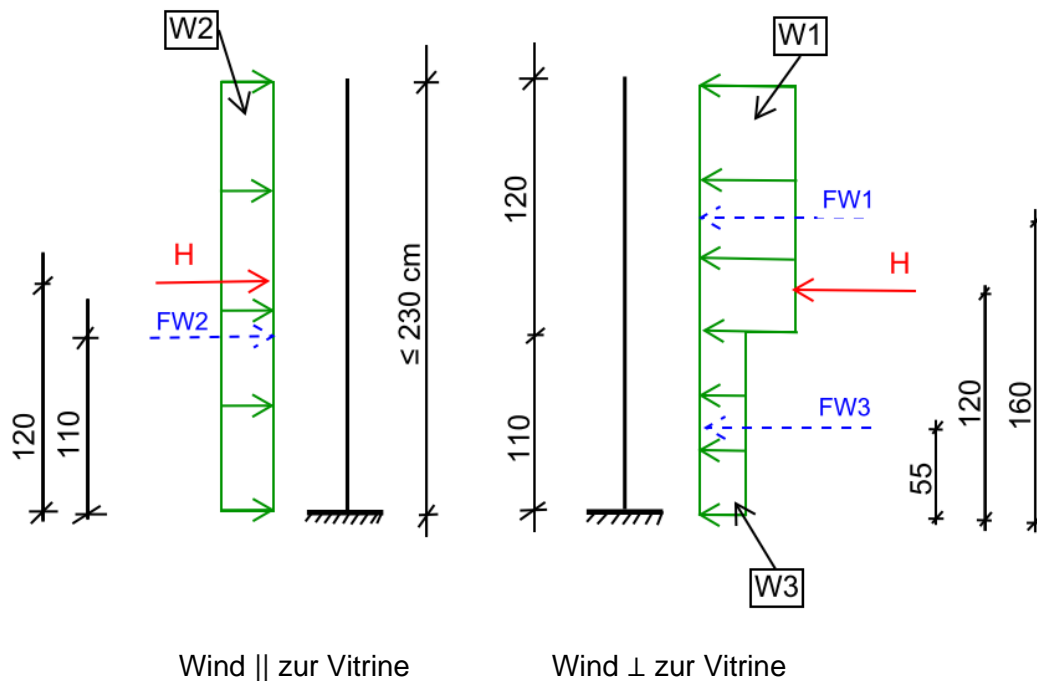 W2
W1
FW1
H
H
FW2
≤ 230 cm
120
110
FW3
120
110
55
120
160
W3
Wind || zur Vitrine
Wind ⊥ zur Vitrine